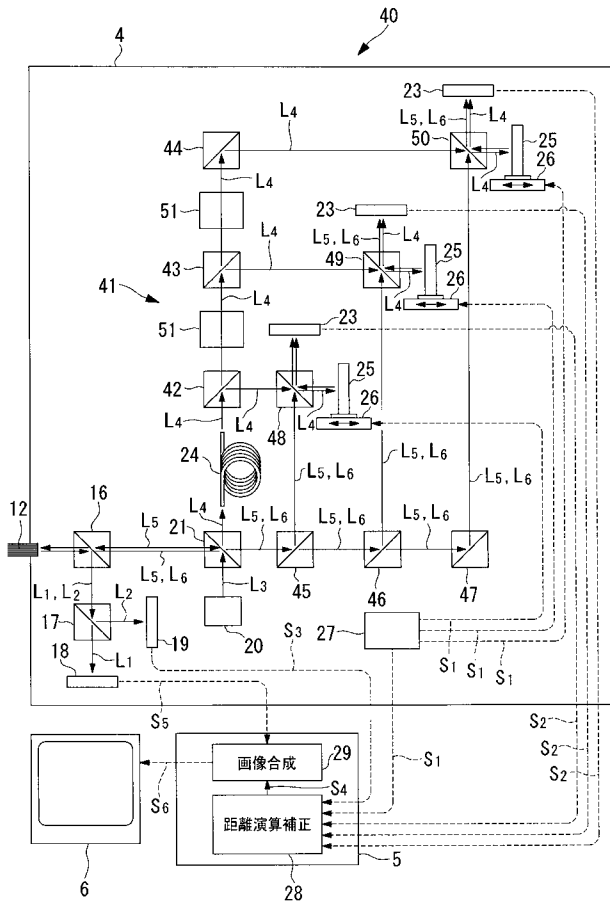 40
4
23
L5, L6
L4
50
25
44
L4
26
L4
L4
51
23
L5, L6
L4
25
L4
49
43
26
L4
41
L4
23
51
25
42
48
L4
26
L4
L4
24
L5, L6
L5, L6
L5, L6
12
16
L5
21
L4
L5, L6
L5, L6
L5, L6
L5, L6
L1, L2
L3
45
46
47
L2
17
20
27
19
S3
L1
18
S1
S1
S1
S5
S2
S2
S2
画像合成
29
S1
S6
S4
距離演算補正
5
6
28